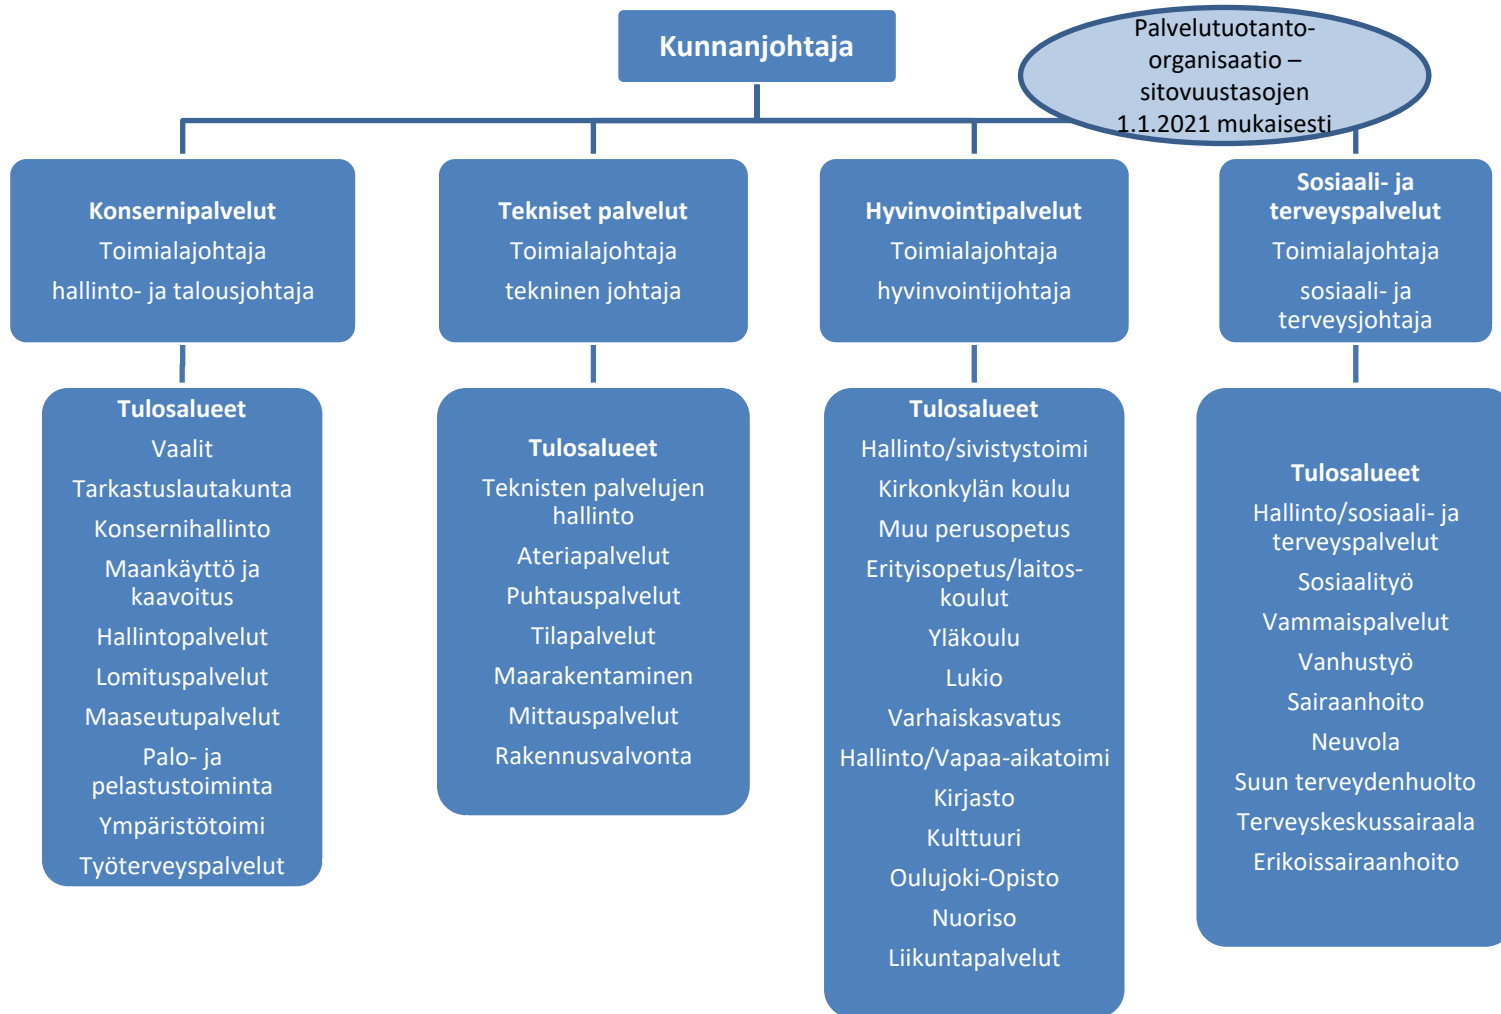 Kunnanjohtaja
Palvelutuotanto-
organisaatio –
sitovuustasojen
1.1.2021 mukaisesti
Konsernipalvelut
Toimialajohtaja
hallinto- ja talousjohtaja
Tekniset palvelut
Toimialajohtaja
tekninen johtaja
Hyvinvointipalvelut
Toimialajohtaja
hyvinvointijohtaja
Sosiaali- ja
terveyspalvelut
Toimialajohtaja
sosiaali- ja
terveysjohtaja
Tulosalueet
Vaalit
Tarkastuslautakunta
Konsernihallinto
Maankäyttö ja
kaavoitus
Hallintopalvelut
Lomituspalvelut
Maaseutupalvelut
Palo- ja
pelastustoiminta
Ympäristötoimi
Työterveyspalvelut
Tulosalueet
Teknisten palvelujen
hallinto
Ateriapalvelut
Puhtauspalvelut
Tilapalvelut
Maarakentaminen
Mittauspalvelut
Rakennusvalvonta
Tulosalueet
Hallinto/sivistystoimi
Kirkonkylän koulu
Muu perusopetus
Erityisopetus/laitos-
koulut
Yläkoulu
Lukio
Varhaiskasvatus
Hallinto/Vapaa-aikatoimi
Kirjasto
Kulttuuri
Oulujoki-Opisto
Nuoriso
Liikuntapalvelut
Tulosalueet
Hallinto/sosiaali- ja
terveyspalvelut
Sosiaalityö
Vammaispalvelut
Vanhustyö
Sairaanhoito
Neuvola
Suun terveydenhuolto
Terveyskeskussairaala
Erikoissairaanhoito